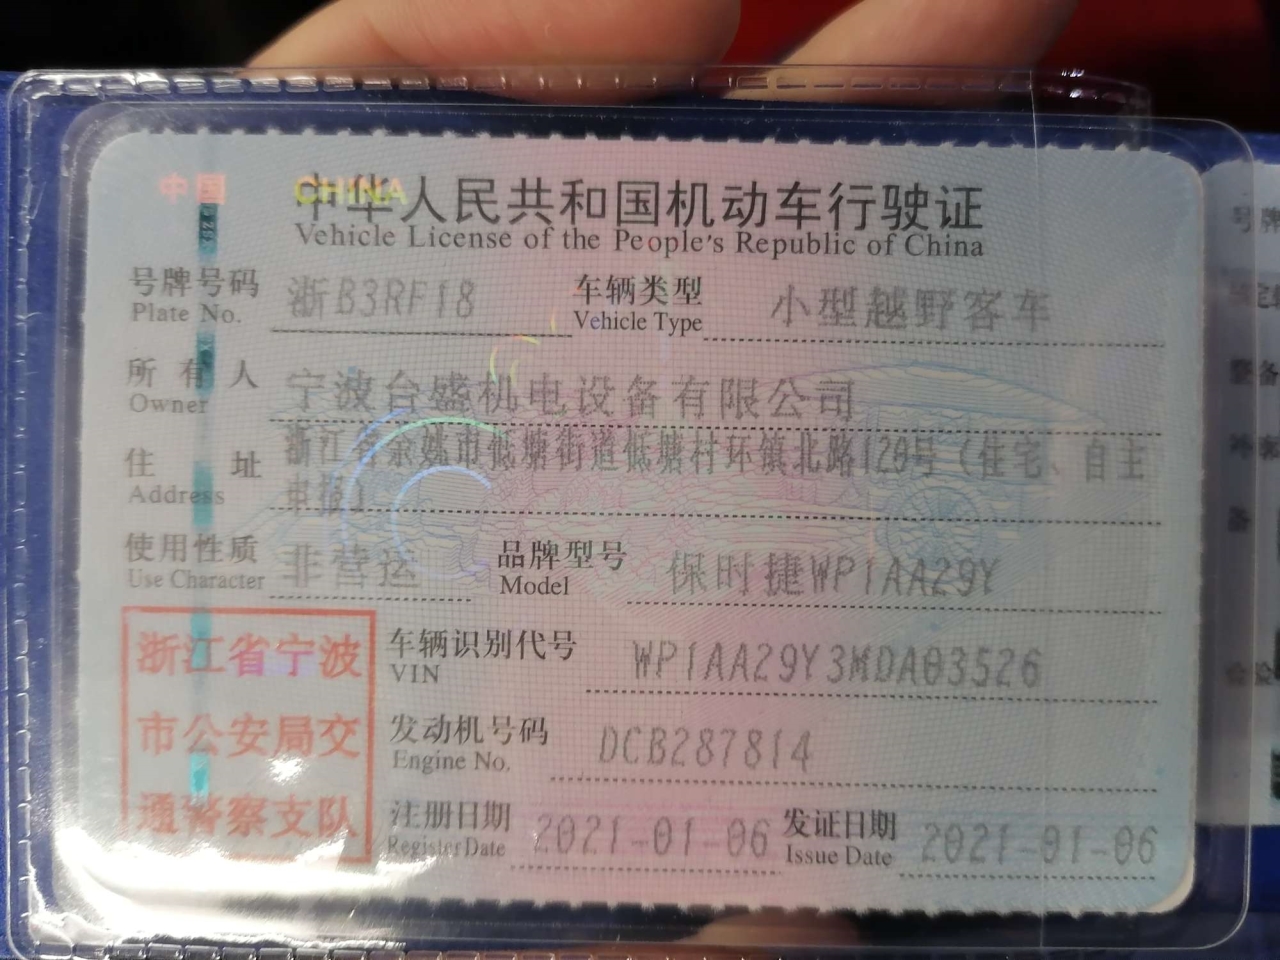 中国 CHINA
中华人民共和国机动车行驶证
Vehicle License of the People's Republic of China
号牌号码 浙B3RF18 车辆类型 小型越野客车
Plate No. Vehicle Type
所有人 宁波台盛机电设备有限公司
Owner
住址 浙江省余姚市低塘街道低塘村环镇北路120号（住宅、自主
Address 申报）
使用性质 非营运 品牌型号 保时捷WP1AA29Y
Use Character Model
浙江省宁波
市公安局交
通警察支队
车辆识别代号 WP1AA29Y3MDA03526
VIN
发动机号码 DCB287814
Engine No.
注册日期 2021-01-06 发证日期 2021-01-06
Register Date Issue Date
号牌